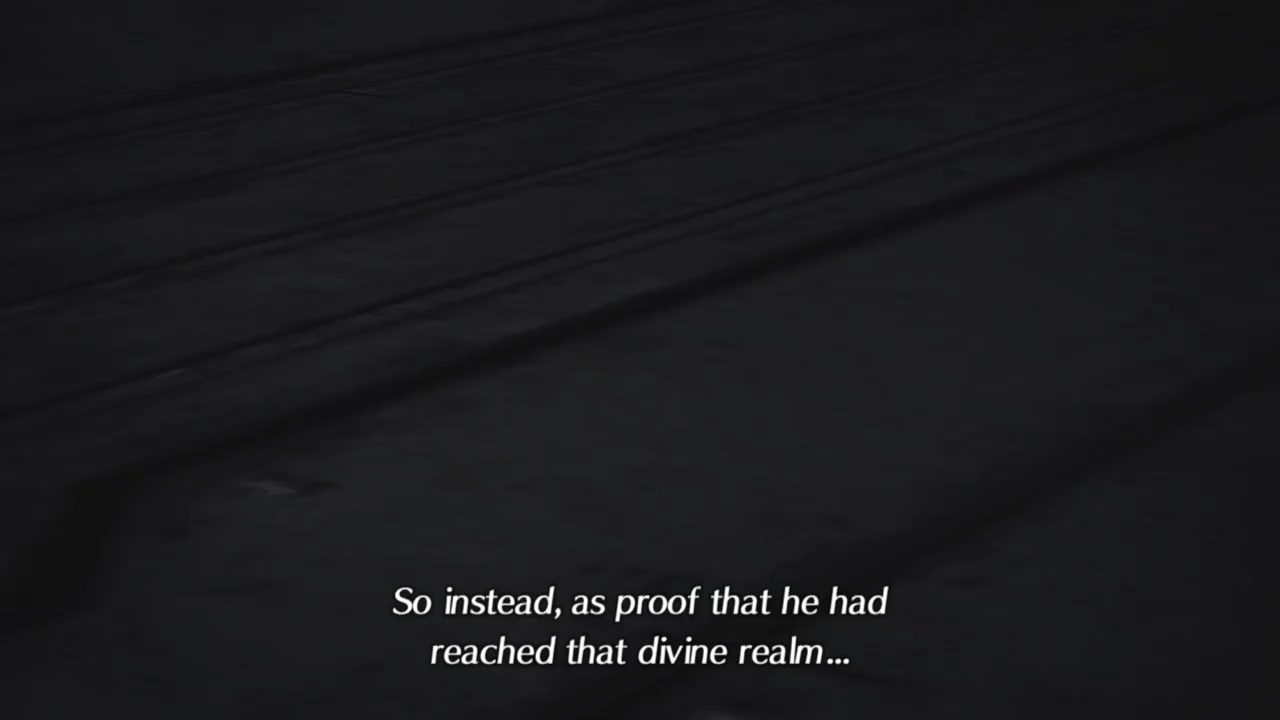 So instead, as proof that he had
reached that divine realm...